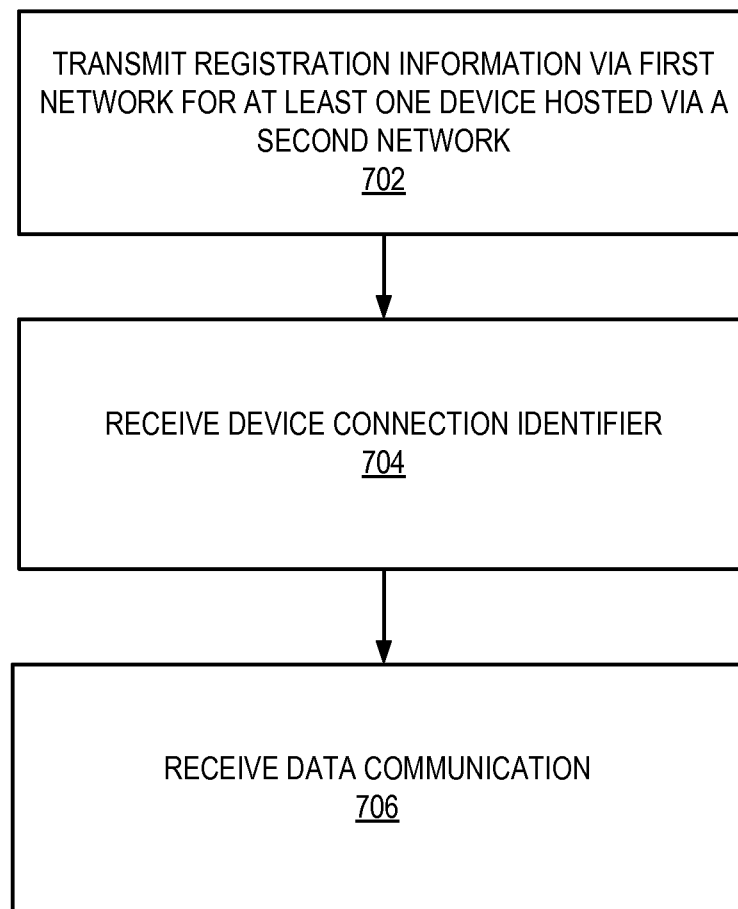 TRANSMIT REGISTRATION INFORMATION VIA FIRST
NETWORK FOR AT LEAST ONE DEVICE HOSTED VIA A
SECOND NETWORK
702
RECEIVE DEVICE CONNECTION IDENTIFIER
704
RECEIVE DATA COMMUNICATION
706